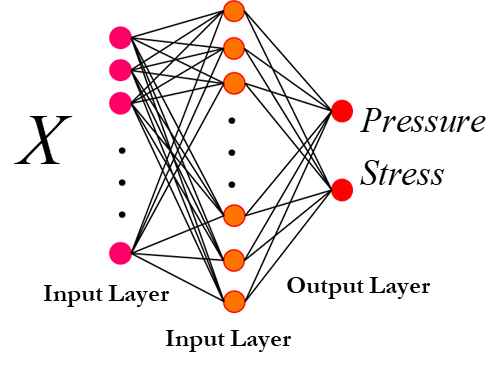 X
Pressure
Stress
Input Layer
Output Layer
Input Layer